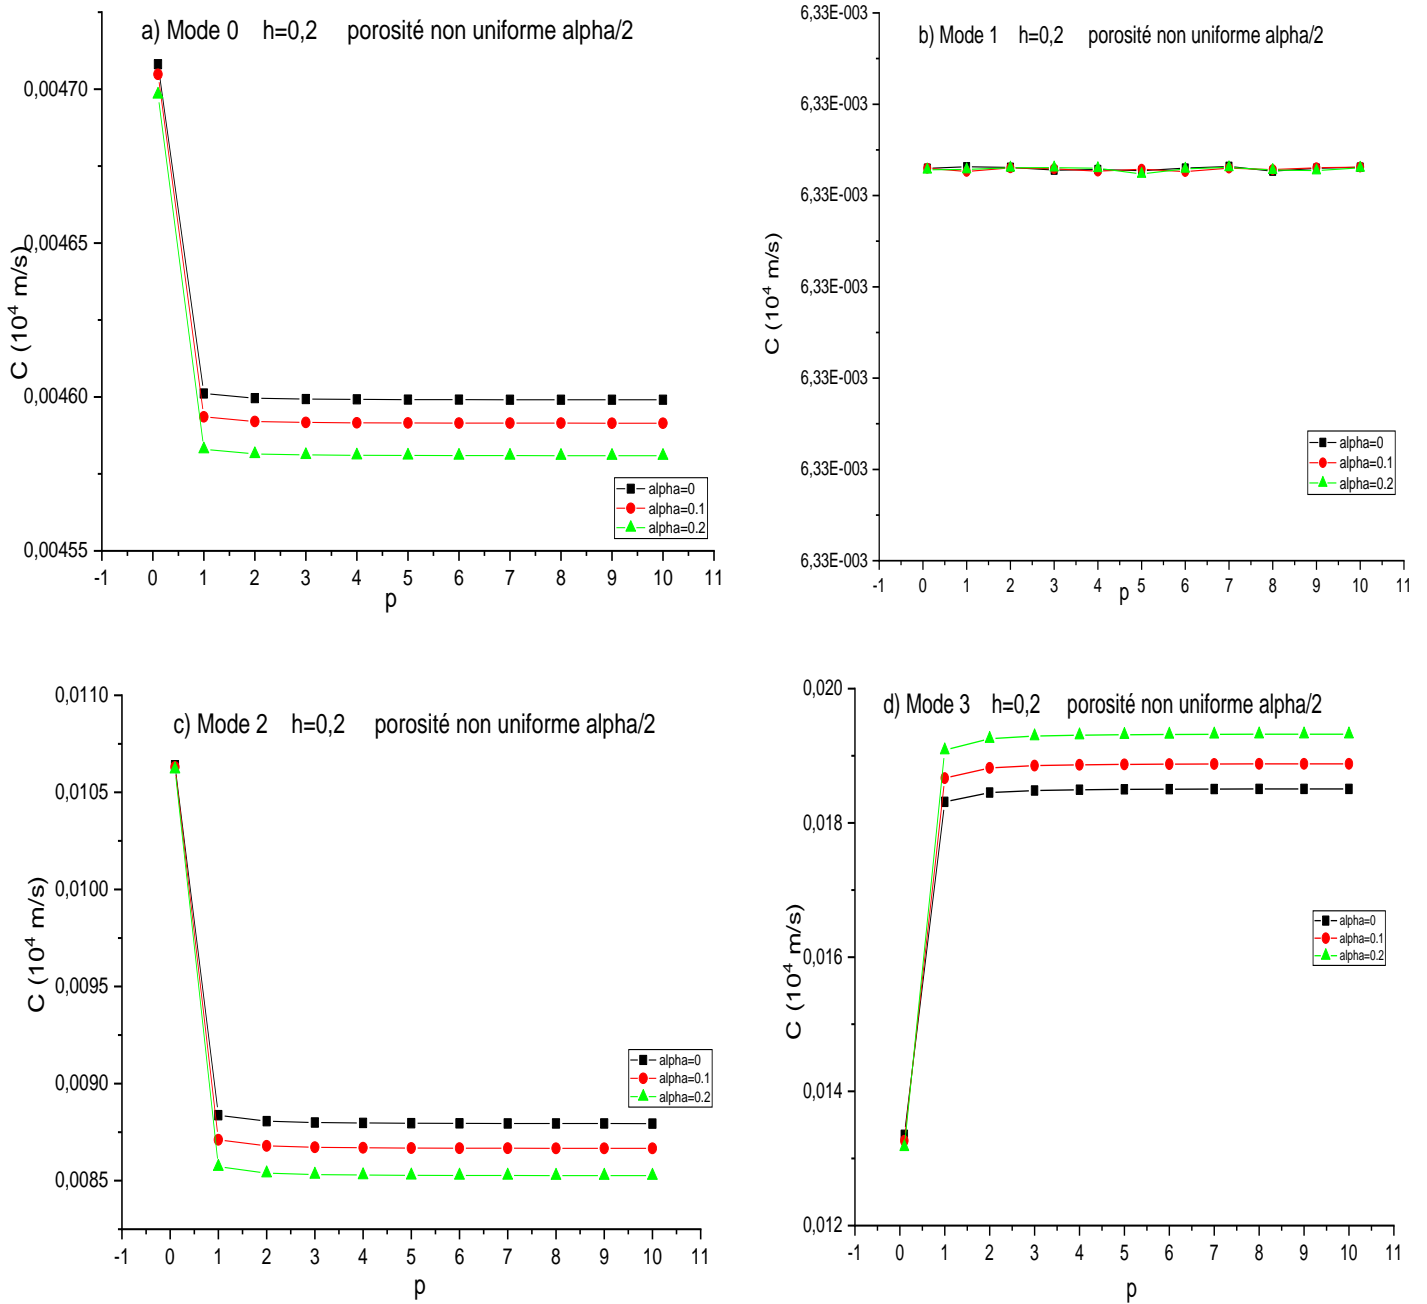 a) Mode 0 h=0,2 porosité non uniforme alpha/2
0,00470
0,00465
0,00460
0,00455
C (10⁴ m/s)
alpha=0
alpha=0.1
alpha=0.2
-1 0 1 2 3 4 5 6 7 8 9 10 11
p
b) Mode 1 h=0,2 porosité non uniforme alpha/2
6,33E-003
6,33E-003
6,33E-003
6,33E-003
6,33E-003
6,33E-003
6,33E-003
C (10⁴ m/s)
alpha=0
alpha=0.1
alpha=0.2
-1 0 1 2 3 4 5 6 7 8 9 10 11
p
c) Mode 2 h=0,2 porosité non uniforme alpha/2
0,0110
0,0105
0,0100
0,0095
0,0090
0,0085
C (10⁴ m/s)
alpha=0
alpha=0.1
alpha=0.2
-1 0 1 2 3 4 5 6 7 8 9 10 11
p
d) Mode 3 h=0,2 porosité non uniforme alpha/2
0,020
0,018
0,016
0,014
0,012
C (10⁴ m/s)
alpha=0
alpha=0.1
alpha=0.2
-1 0 1 2 3 4 5 6 7 8 9 10 11
p